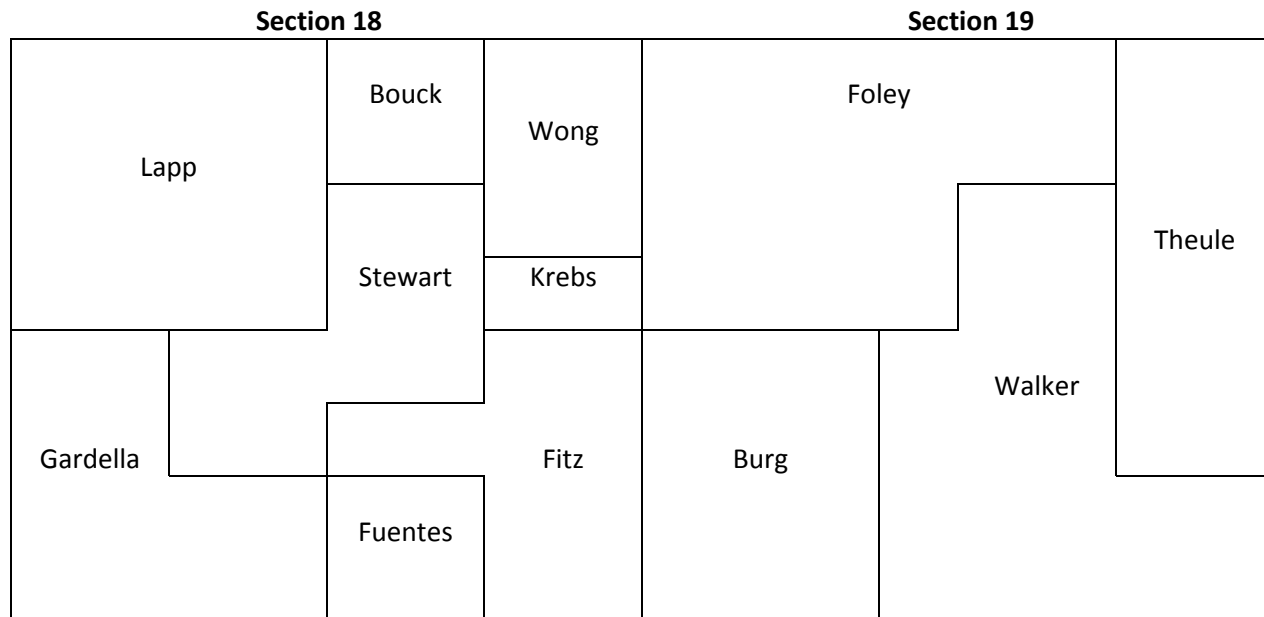 Section 18
Section 19
Lapp
Bouck
Wong
Foley
Theule
Stewart
Krebs
Walker
Gardella
Fitz
Burg
Fuentes